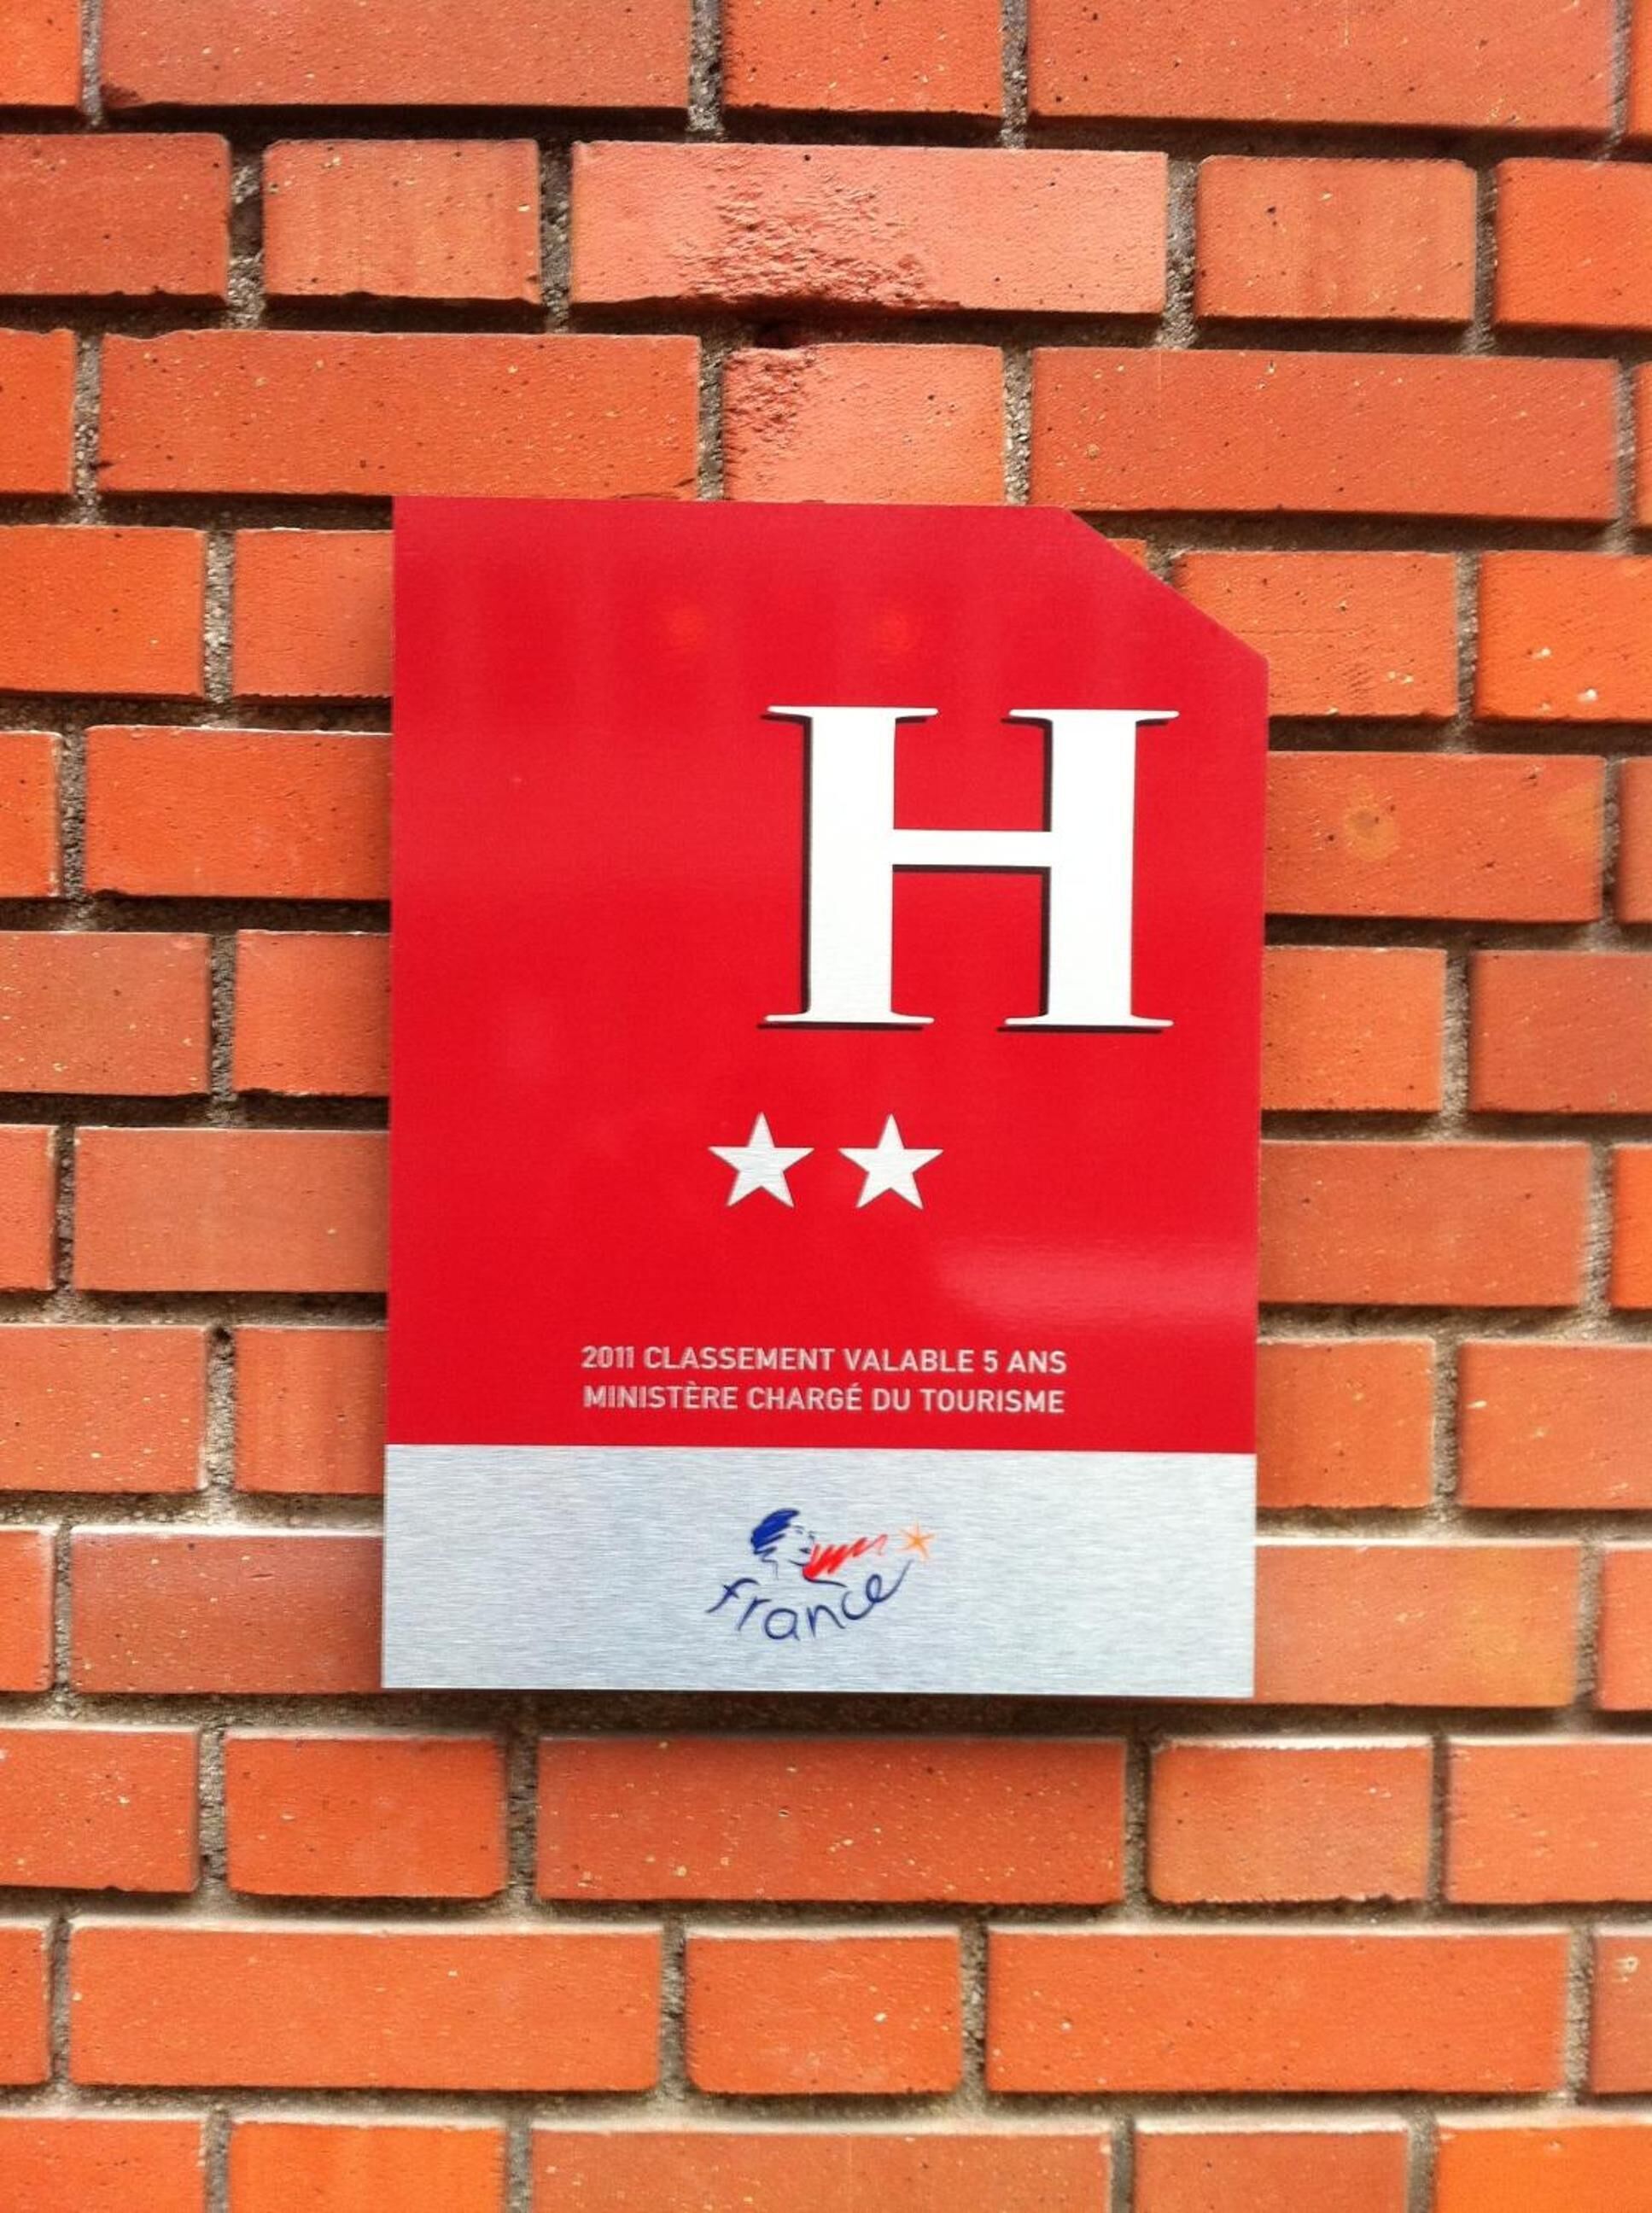 H
2011 CLASSEMENT VALABLE 5 ANS
MINISTÈRE CHARGÉ DU TOURISME
france